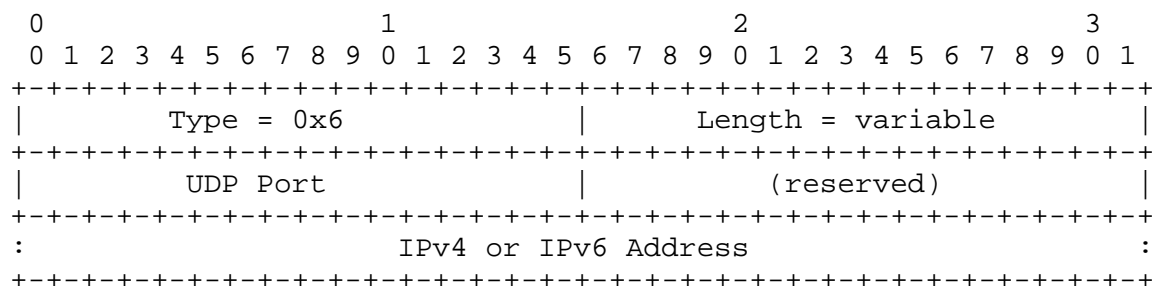 0                   1                   2                   3
 0 1 2 3 4 5 6 7 8 9 0 1 2 3 4 5 6 7 8 9 0 1 2 3 4 5 6 7 8 9 0 1
+-+-+-+-+-+-+-+-+-+-+-+-+-+-+-+-+-+-+-+-+-+-+-+-+-+-+-+-+-+-+-+-+
|        Type = 0x6             |      Length = variable        |
+-+-+-+-+-+-+-+-+-+-+-+-+-+-+-+-+-+-+-+-+-+-+-+-+-+-+-+-+-+-+-+-+
|         UDP Port              |          (reserved)           |
+-+-+-+-+-+-+-+-+-+-+-+-+-+-+-+-+-+-+-+-+-+-+-+-+-+-+-+-+-+-+-+-+
:                     IPv4 or IPv6 Address                      :
+-+-+-+-+-+-+-+-+-+-+-+-+-+-+-+-+-+-+-+-+-+-+-+-+-+-+-+-+-+-+-+-+